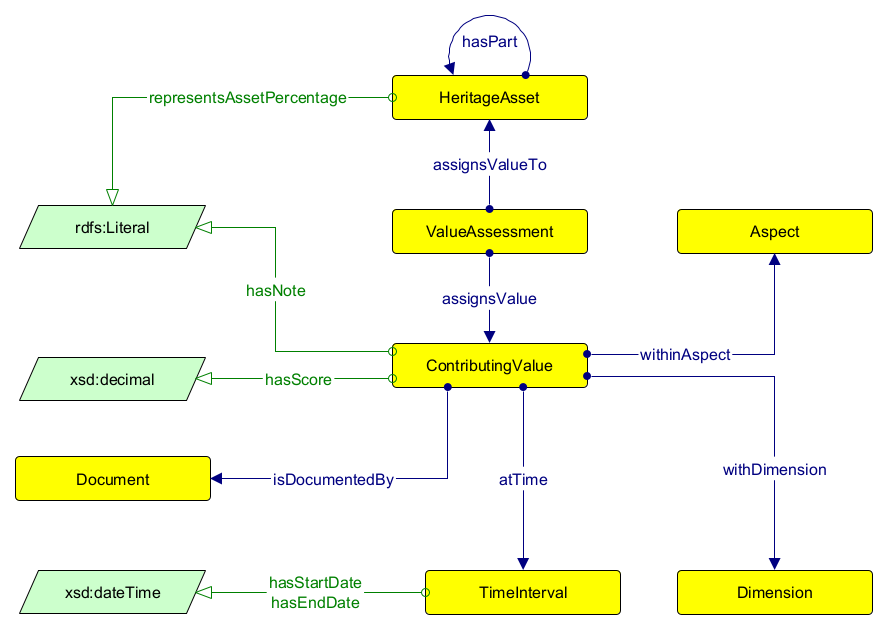 hasPart
representsAssetPercentage
HeritageAsset
assignsValueTo
rdfs:Literal
ValueAssessment
Aspect
hasNote
assignsValue
withinAspect
ContributingValue
xsd:decimal
hasScore
withDimension
Document
isDocumentedBy
atTime
hasStartDate
hasEndDate
xsd:dateTime
TimeInterval
Dimension